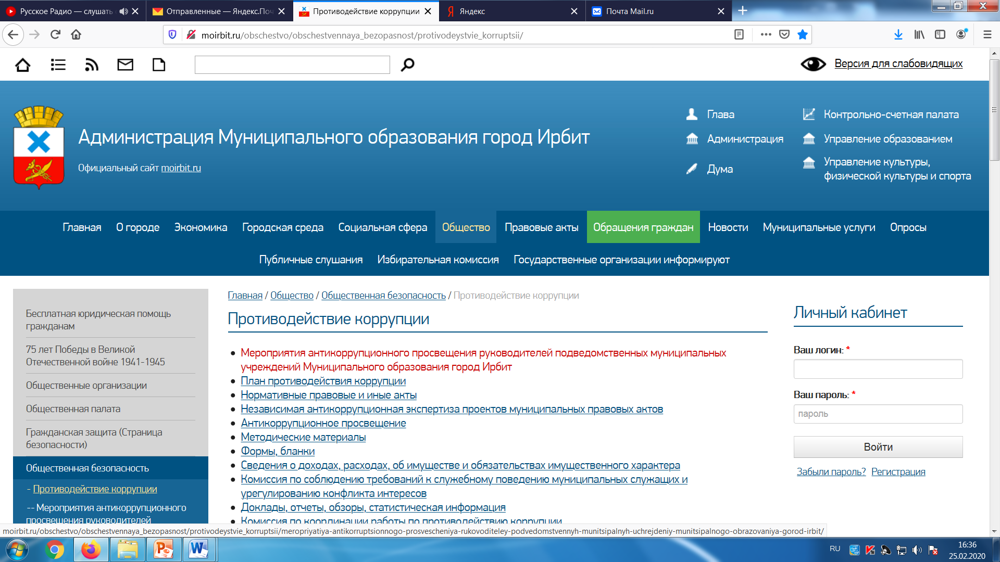 Русское Радио — слушать
Отправленные — Яндекс.Поч
Противодействие коррупции
Яндекс
Почта Mail.ru
moirbit.ru/obschestvo/obschestvennaya_bezopasnost/protivodeystvie_korruptsii/
Версия для слабовидящих
Администрация Муниципального образования город Ирбит
Официальный сайт moirbit.ru
Глава
Администрация
Дума
Контрольно-счетная палата
Управление образованием
Управление культуры,
физической культуры и спорта
Главная О городе Экономика Городская среда Социальная сфера Общество Правовые акты Обращения граждан Новости Муниципальные услуги Опросы
Публичные слушания Избирательная комиссия Государственные организации информируют
Бесплатная юридическая помощь
гражданам
75 лет Победы в Великой
Отечественной войне 1941-1945
Общественные организации
Общественная палата
Гражданская защита (Страница
безопасности)
Общественная безопасность
- Противодействие коррупции
-- Мероприятия антикоррупционного
просвещения руководителей
Главная / Общество / Общественная безопасность / Противодействие коррупции
Противодействие коррупции
• Мероприятия антикоррупционного просвещения руководителей подведомственных муниципальных
учреждений Муниципального образования город Ирбит
• План противодействия коррупции
• Нормативные правовые и иные акты
• Независимая антикоррупционная экспертиза проектов муниципальных правовых актов
• Антикоррупционное просвещение
• Методические материалы
• Формы, бланки
• Сведения о доходах, расходах, об имуществе и обязательствах имущественного характера
• Комиссия по соблюдению требований к служебному поведению муниципальных служащих и
урегулированию конфликта интересов
• Доклады, отчеты, обзоры, статистическая информация
• Комиссия по координации работы по противодействию коррупции
Личный кабинет
Ваш логин: *
Ваш пароль: *
пароль
Войти
Забыли пароль? Регистрация
moirbit.ru/obschestvo/obschestvennaya_bezopasnost/protivodeystvie_korruptsii/meropriyatiya-antikorruptsionnogo-prosvescheniya-rukovoditeley-podvedomstvennyh-munitsipalnyh-uchrejdeniy-munitsipalnogo-obrazovaniya-gorod-irbit/
RU
16:36
25.02.2020